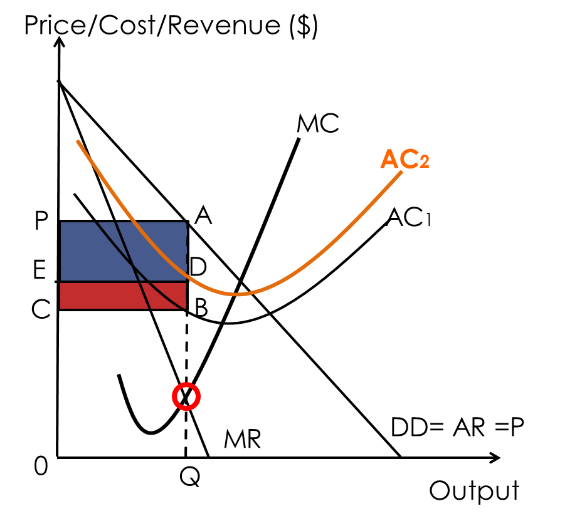 Price/Cost/Revenue ($)
MC
AC2
AC1
P
A
E
D
C
B
DD= AR =P
MR
0
Q
Output